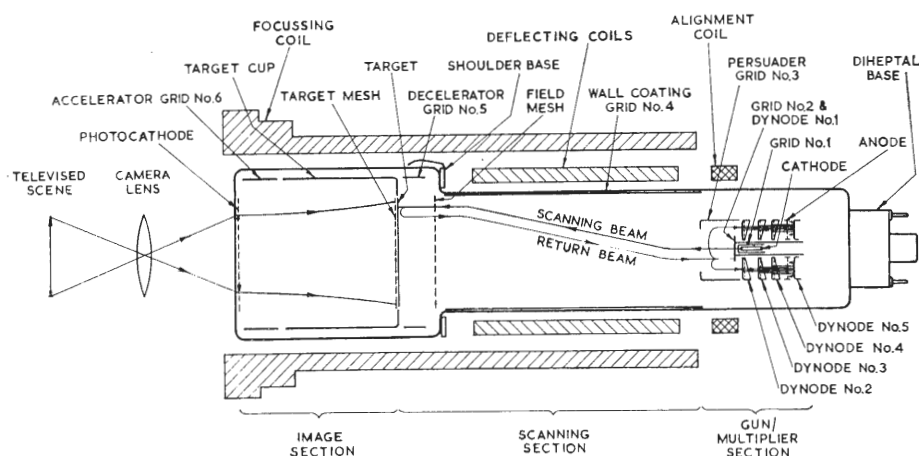 FOCUSSING
COIL
TARGET CUP
ACCELERATOR GRID No.6
PHOTOCATHODE
TELEVISED
SCENE
CAMERA
LENS
TARGET MESH
TARGET
DECELERATOR
GRID No.5
SHOULDER BASE
FIELD
MESH
DEFLECTING COILS
WALL COATING
GRID No.4
ALIGNMENT
COIL
PERSUADER
GRID No.3
GRID No.2 &
DYNODE No.1
GRID No.1
CATHODE
ANODE
DIHEPTAL
BASE
SCANNING BEAM
RETURN BEAM
DYNODE No.5
DYNODE No.4
DYNODE No.3
DYNODE No.2
IMAGE
SECTION
SCANNING
SECTION
GUN/
MULTIPLIER
SECTION